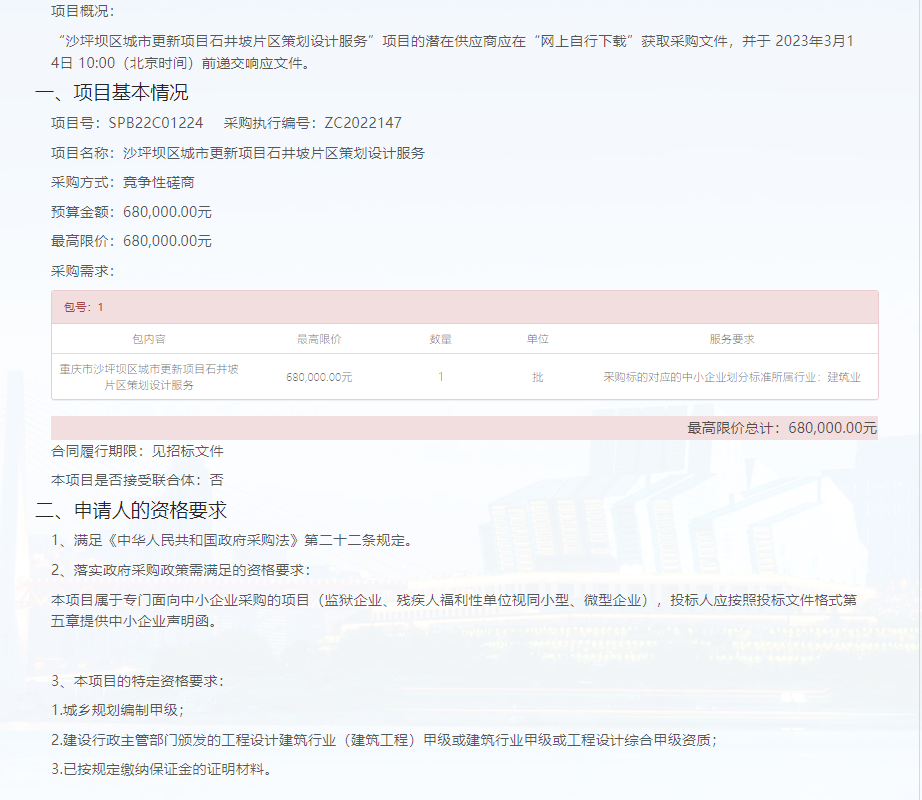 项目概况：
“沙坪坝区城市更新项目石井坡片区策划设计服务”项目的潜在供应商应在“网上自行下载”获取采购文件，并于 2023年3月1
4日 10:00（北京时间）前递交响应文件。
一、项目基本情况
项目号：SPB22C01224 采购执行编号：ZC2022147
项目名称：沙坪坝区城市更新项目石井坡片区策划设计服务
采购方式：竞争性磋商
预算金额：680,000.00元
最高限价：680,000.00元
采购需求：
包号：1
包内容 最高限价 数量 单位 服务要求
重庆市沙坪坝区城市更新项目石井坡
片区策划设计服务 680,000.00元 1 批 采购标的对应的中小企业划分标准所属行业：建筑业
最高限价总计：680,000.00元
合同履行期限：见招标文件
本项目是否接受联合体：否
二、申请人的资格要求
1、满足《中华人民共和国政府采购法》第二十二条规定。
2、落实政府采购政策需满足的资格要求：
本项目属于专门面向中小企业采购的项目（监狱企业、残疾人福利性单位视同小型、微型企业），投标人应按照投标文件格式第
五章提供中小企业声明函。
3、本项目的特定资格要求：
1.城乡规划编制甲级；
2.建设行政主管部门颁发的工程设计建筑行业（建筑工程）甲级或建筑行业甲级或工程设计综合甲级资质；
3.已按规定缴纳保证金的证明材料。